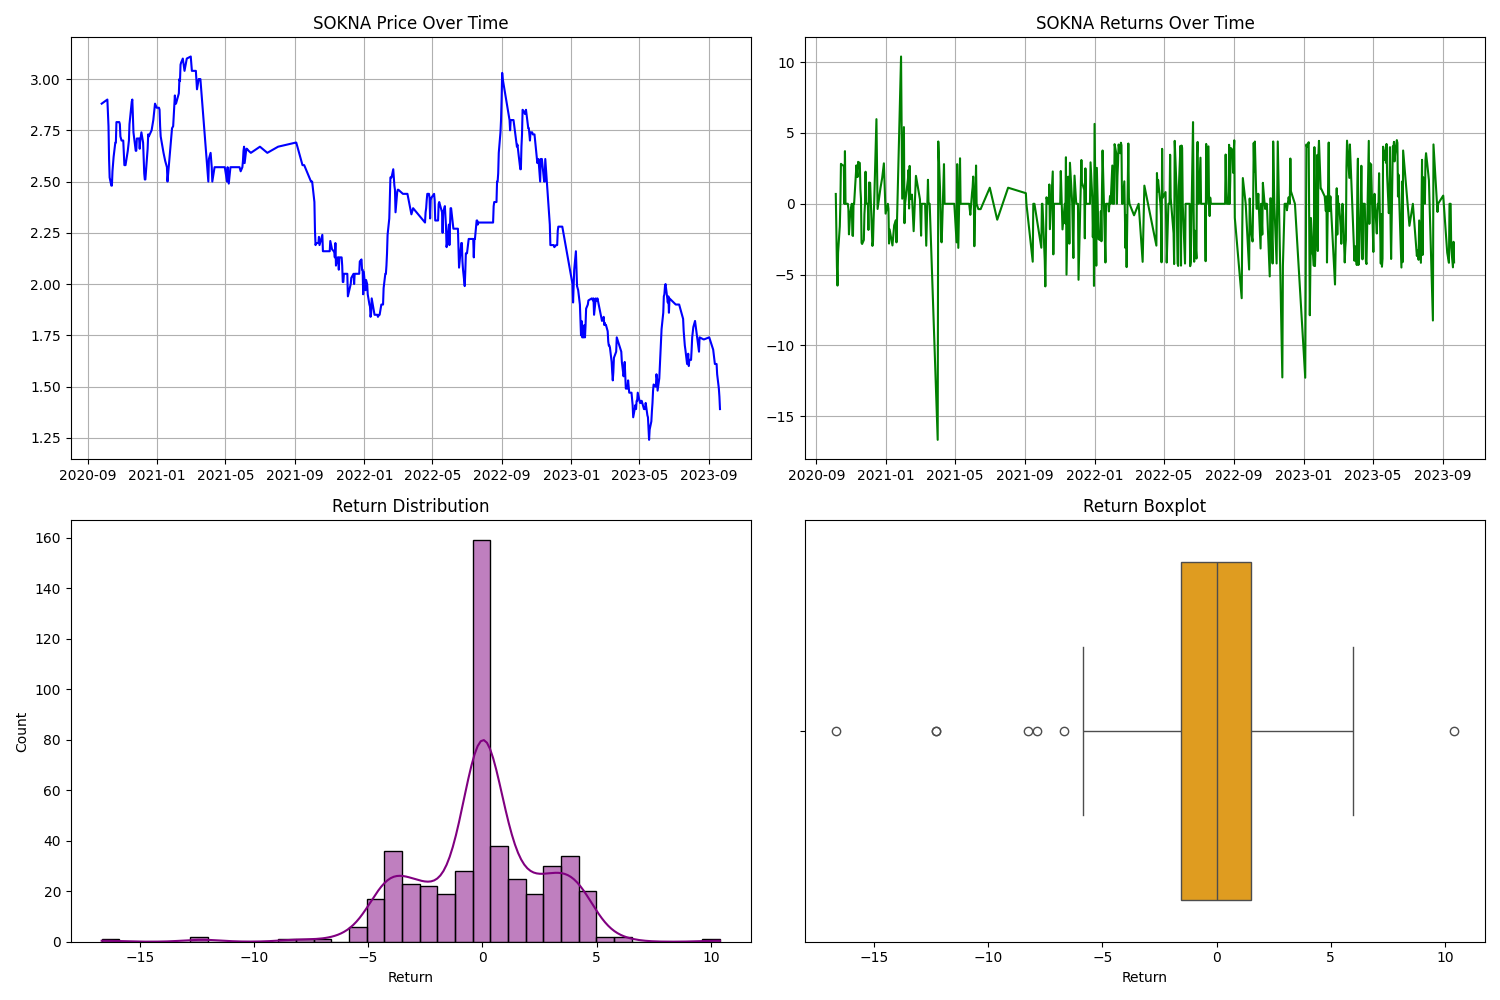 SOKNA Price Over Time
3.00
2.75
2.50
2.25
2.00
1.75
1.50
1.25
2020-09 2021-01 2021-05 2021-09 2022-01 2022-05 2022-09 2023-01 2023-05 2023-09
SOKNA Returns Over Time
10
5
0
−5
−10
−15
2020-09 2021-01 2021-05 2021-09 2022-01 2022-05 2022-09 2023-01 2023-05 2023-09
Return Distribution
Count
160
140
120
100
80
60
40
20
0
−15 −10 −5 0 5 10
Return
Return Boxplot
−15 −10 −5 0 5 10
Return